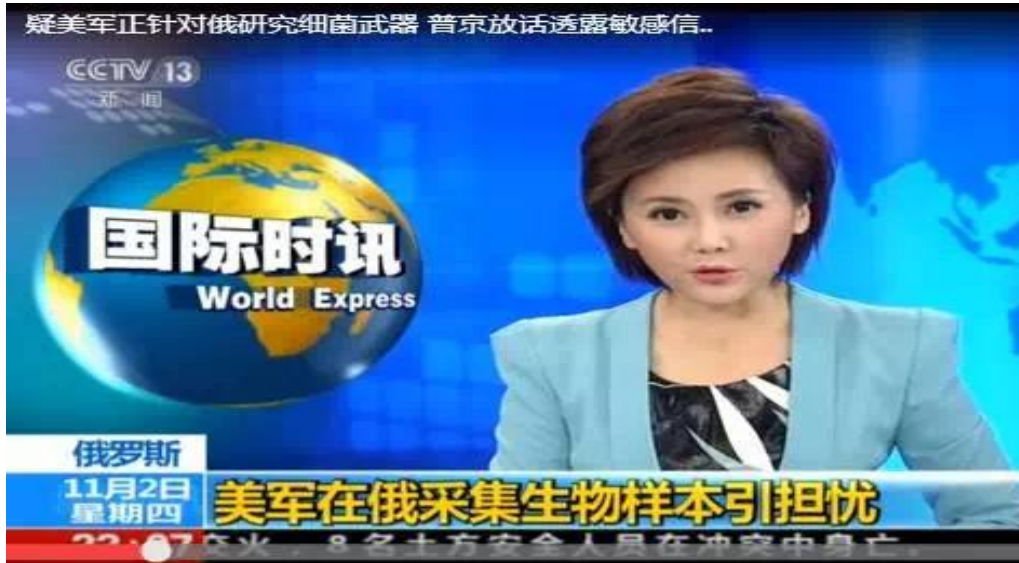 疑美军正针对俄研究细菌武器 普京放话透露敏感信..
CCTV 13
新闻
国际时讯
World Express
俄罗斯
11月2日
星期四
美军在俄采集生物样本引担忧
交火,8名土方安全人员在冲突中身亡。